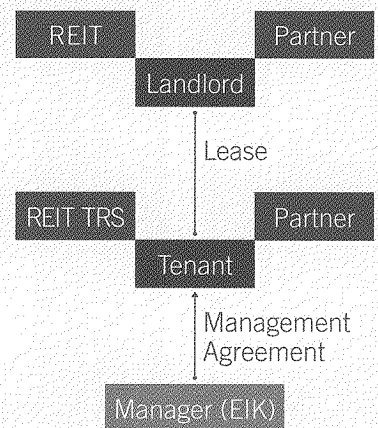 REIT
Partner
Landlord
Lease
REIT TRS
Partner
Tenant
Management
Agreement
Manager (EIK)